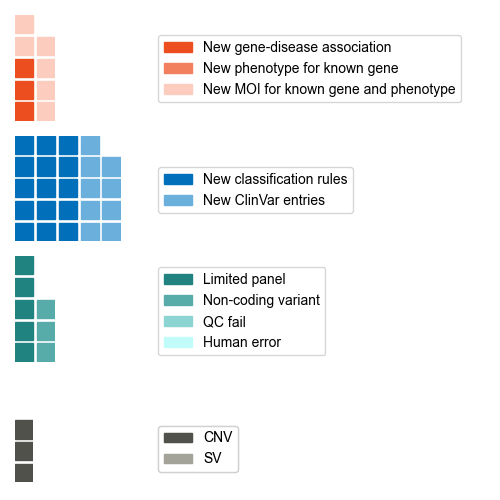 New gene-disease association
New phenotype for known gene
New MOI for known gene and phenotype
New classification rules
New ClinVar entries
Limited panel
Non-coding variant
QC fail
Human error
CNV
SV